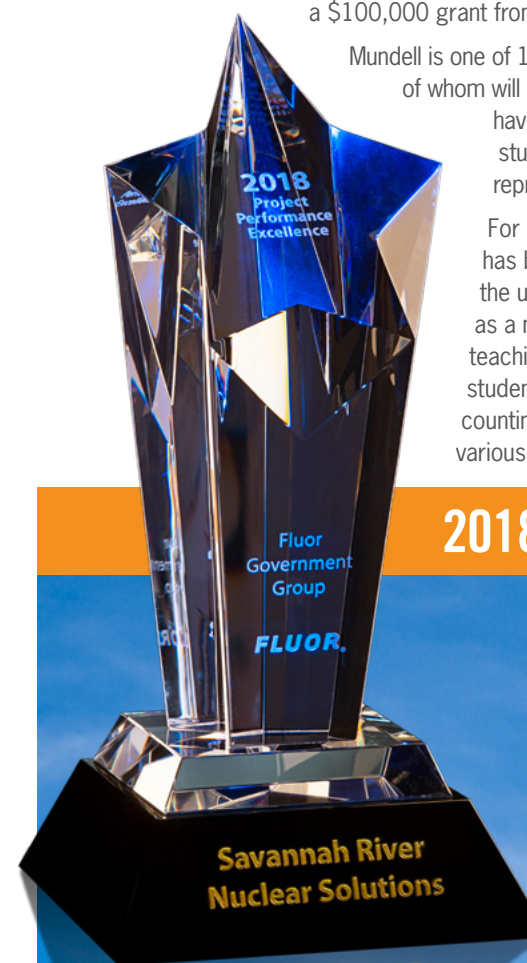 a $100,000 grant from
Mundell is one of 1
of whom will
have
stu
repr
For
has b
the u
as a
teachi
studen
countin
various
2018
2018
Project
Performance
Excellence
Fluor
Government
Group
FLUOR.
Savannah River
Nuclear Solutions